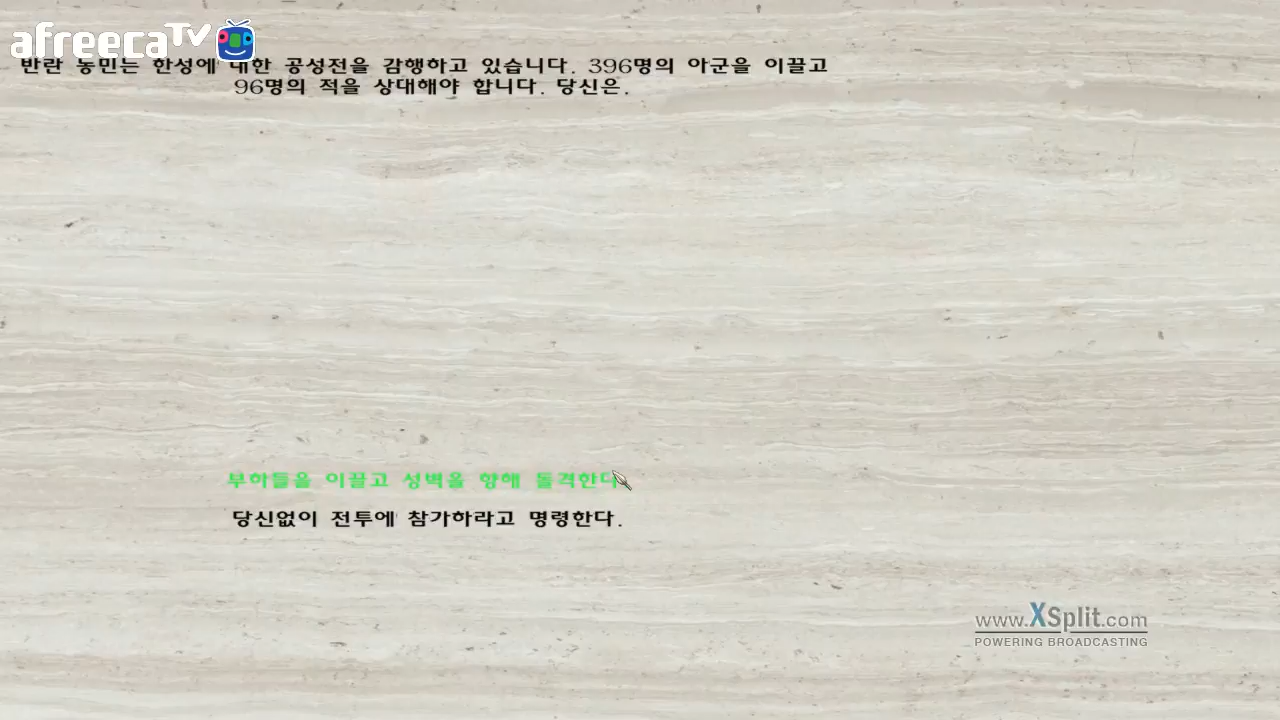 afreecaTV
반란 농민는 한성에 대한 공성전을 감행하고 있습니다. 396명의 아군을 이끌고
96명의 적을 상대해야 합니다. 당신은.
부하들을 이끌고 성벽을 향해 돌격한다.
당신없이 전투에 참가하라고 명령한다.
www.XSplit.com
POWERING BROADCASTING